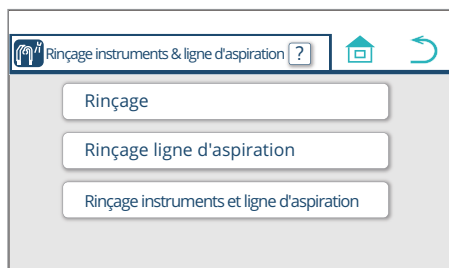 Rinçage instruments & ligne d'aspiration ?
Rinçage
Rinçage ligne d'aspiration
Rinçage instruments et ligne d'aspiration